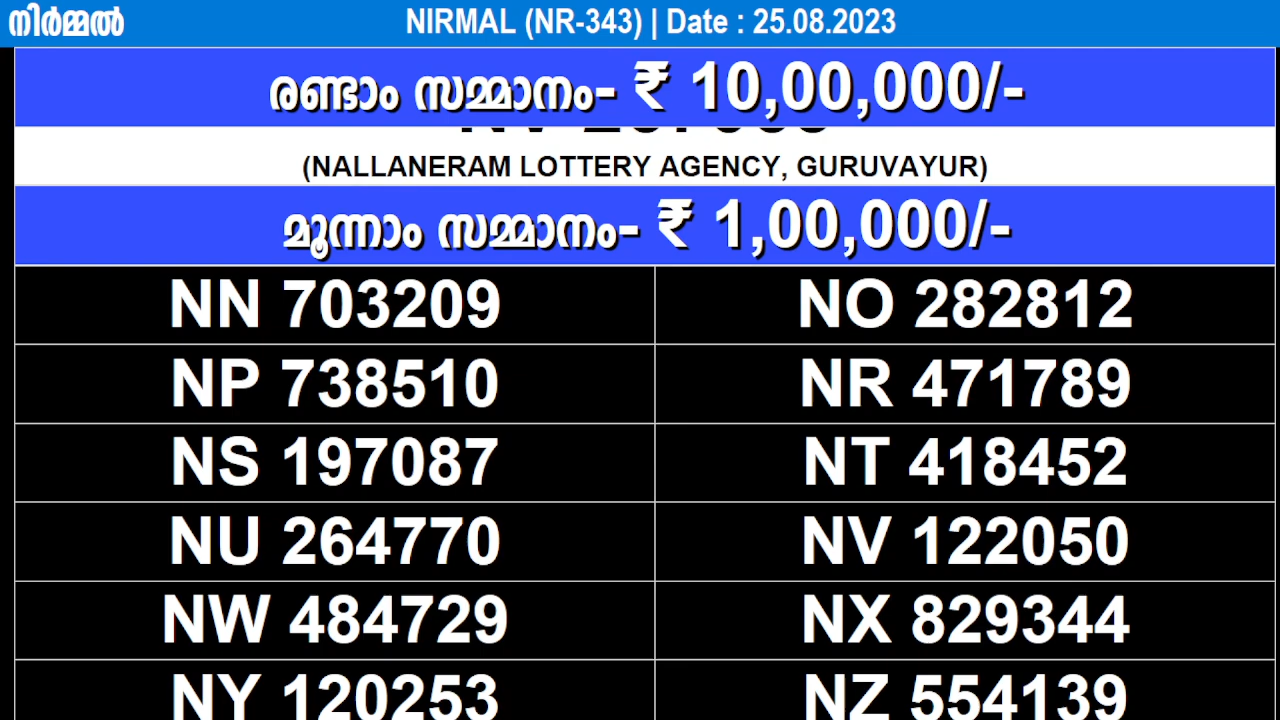 നിർമ്മൽ NIRMAL (NR-343) | Date : 25.08.2023
രണ്ടാം സമ്മാനം- ₹ 10,00,000/-
(NALLANERAM LOTTERY AGENCY, GURUVAYUR)
മൂന്നാം സമ്മാനം- ₹ 1,00,000/-
NN 703209 NO 282812
NP 738510 NR 471789
NS 197087 NT 418452
NU 264770 NV 122050
NW 484729 NX 829344
NY 120253 NZ 554139